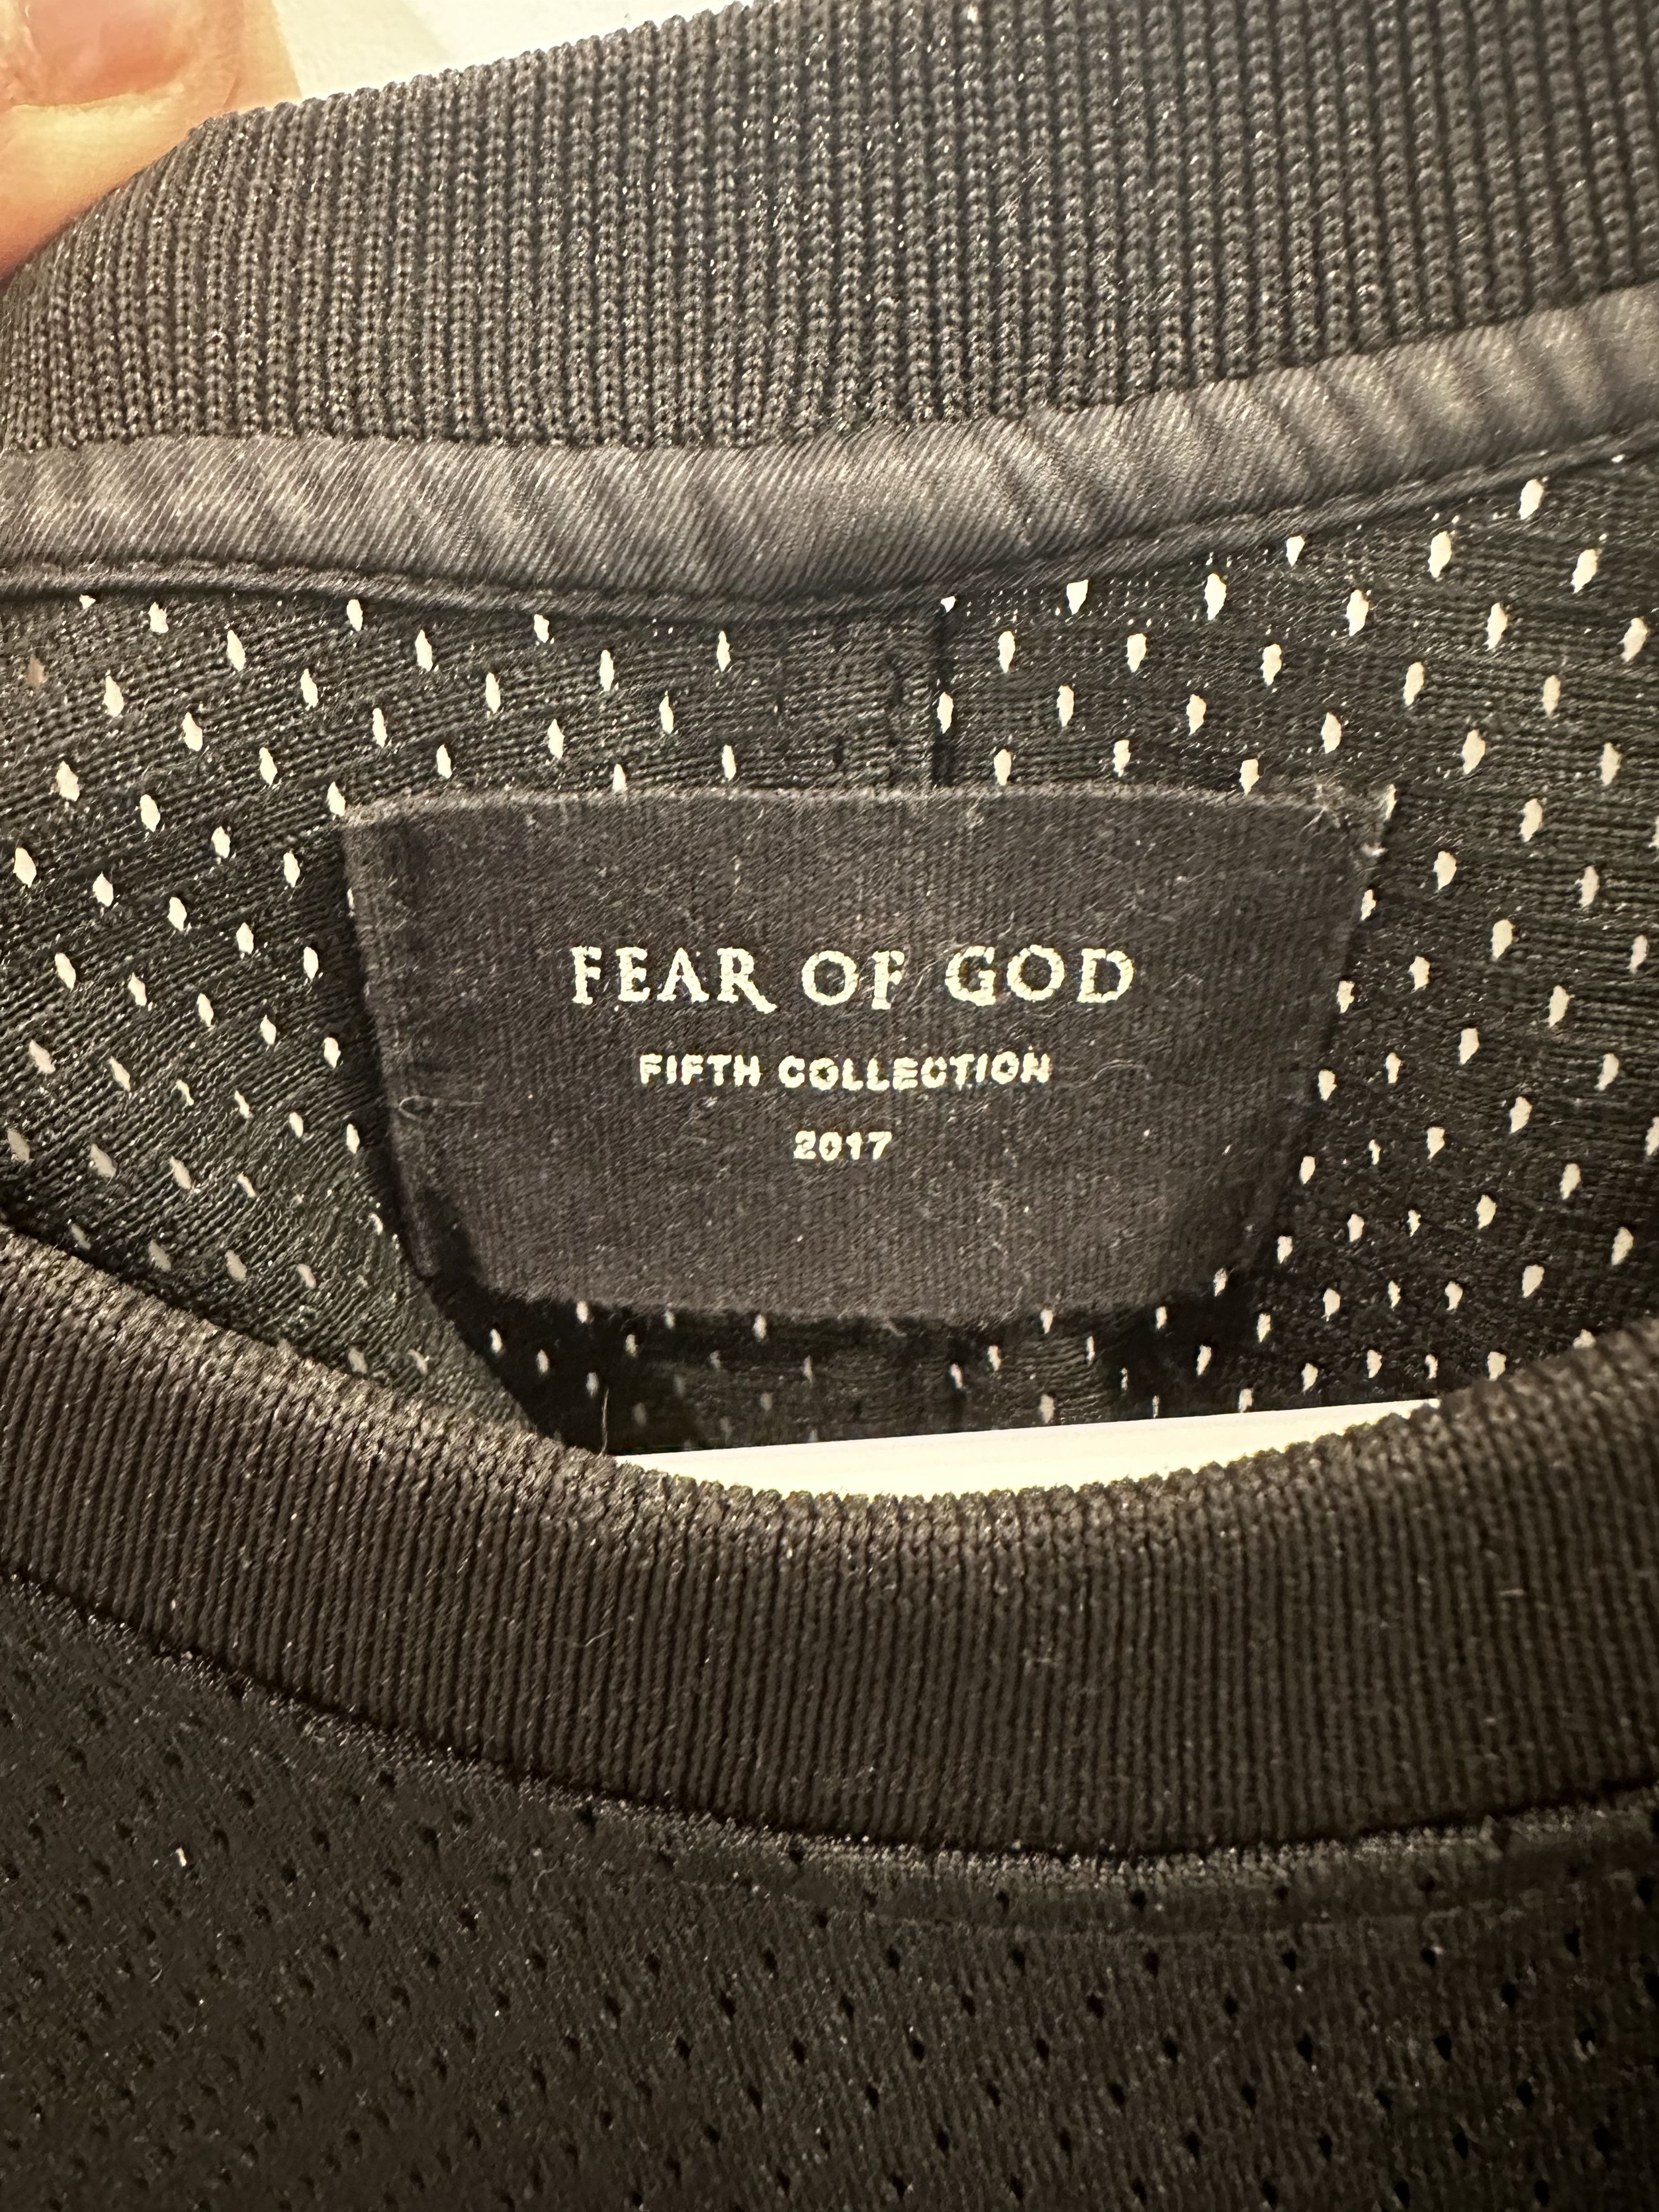 FEAR OF GOD
FIFTH COLLECTION
2017